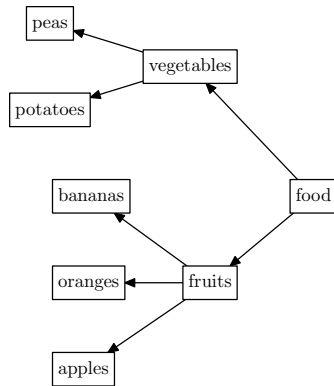 peas
vegetables
potatoes
bananas
food
oranges
fruits
apples